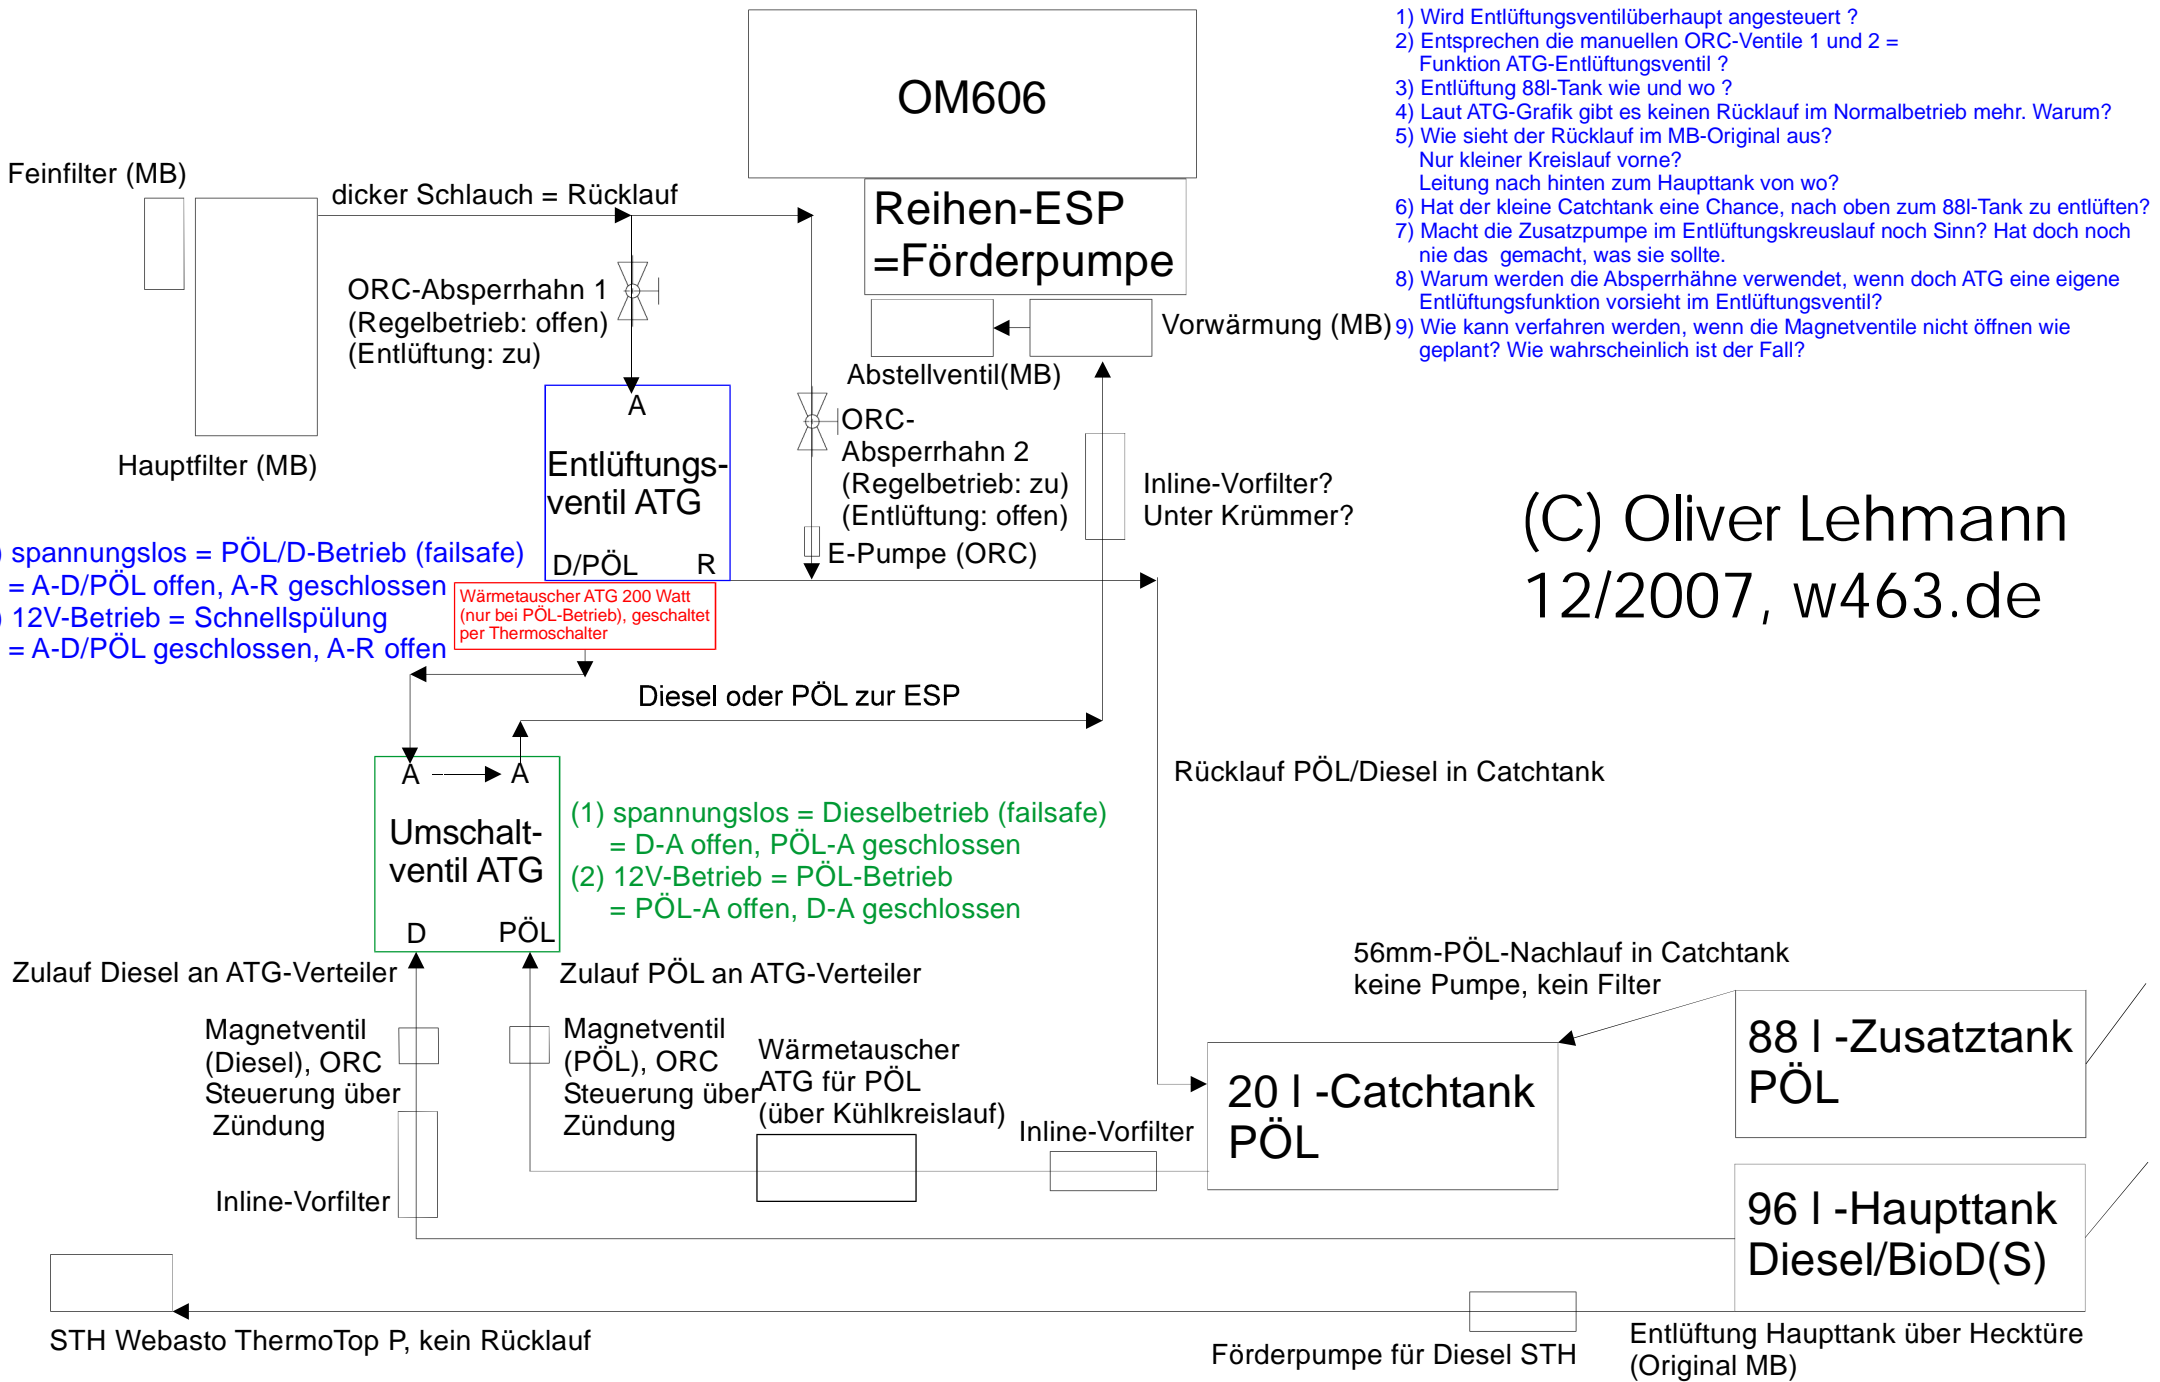 1) Wird Entlüftungsventilüberhaupt angesteuert ?
2) Entsprechen die manuellen ORC-Ventile 1 und 2 =
Funktion ATG-Entlüftungsventil ?
3) Entlüftung 88l-Tank wie und wo ?
4) Laut ATG-Grafik gibt es keinen Rücklauf im Normalbetrieb mehr. Warum?
5) Wie sieht der Rücklauf im MB-Original aus?
Nur kleiner Kreislauf vorne?
Leitung nach hinten zum Haupttank von wo?
6) Hat der kleine Catchtank eine Chance, nach oben zum 88l-Tank zu entlüften?
7) Macht die Zusatzpumpe im Entlüftungskreuslauf noch Sinn? Hat doch noch
nie das gemacht, was sie sollte.
8) Warum werden die Absperrhähne verwendet, wenn doch ATG eine eigene
Entlüftungsfunktion vorsieht im Entlüftungsventil?
9) Wie kann verfahren werden, wenn die Magnetventile nicht öffnen wie
geplant? Wie wahrscheinlich ist der Fall?
OM606
Reihen-ESP
=Förderpumpe
Feinfilter (MB)
dicker Schlauch = Rücklauf
ORC-Absperrhahn 1
(Regelbetrieb: offen)
(Entlüftung: zu)
Vorwärmung (MB)
Abstellventil(MB)
Hauptfilter (MB)
A
Entlüftungs-
ventil ATG
D/PÖL R
ORC-
Absperrhahn 2
(Regelbetrieb: zu)
(Entlüftung: offen)
E-Pumpe (ORC)
Inline-Vorfilter?
Unter Krümmer?
(C) Oliver Lehmann
12/2007, w463.de
) spannungslos = PÖL/D-Betrieb (failsafe)
= A-D/PÖL offen, A-R geschlossen
) 12V-Betrieb = Schnellspülung
= A-D/PÖL geschlossen, A-R offen
Wärmetauscher ATG 200 Watt
(nur bei PÖL-Betrieb), geschaltet
per Thermoschalter
Diesel oder PÖL zur ESP
A A
Umschalt-
ventil ATG
D PÖL
(1) spannungslos = Dieselbetrieb (failsafe)
= D-A offen, PÖL-A geschlossen
(2) 12V-Betrieb = PÖL-Betrieb
= PÖL-A offen, D-A geschlossen
Rücklauf PÖL/Diesel in Catchtank
Zulauf Diesel an ATG-Verteiler
Zulauf PÖL an ATG-Verteiler
56mm-PÖL-Nachlauf in Catchtank
keine Pumpe, kein Filter
Magnetventil
(Diesel), ORC
Steuerung über
Zündung
Magnetventil
(PÖL), ORC
Steuerung über
Zündung
Wärmetauscher
ATG für PÖL
(über Kühlkreislauf)
Inline-Vorfilter
20 l -Catchtank
PÖL
88 l -Zusatztank
PÖL
Inline-Vorfilter
96 l -Haupttank
Diesel/BioD(S)
STH Webasto ThermoTop P, kein Rücklauf
Förderpumpe für Diesel STH
Entlüftung Haupttank über Hecktüre
(Original MB)